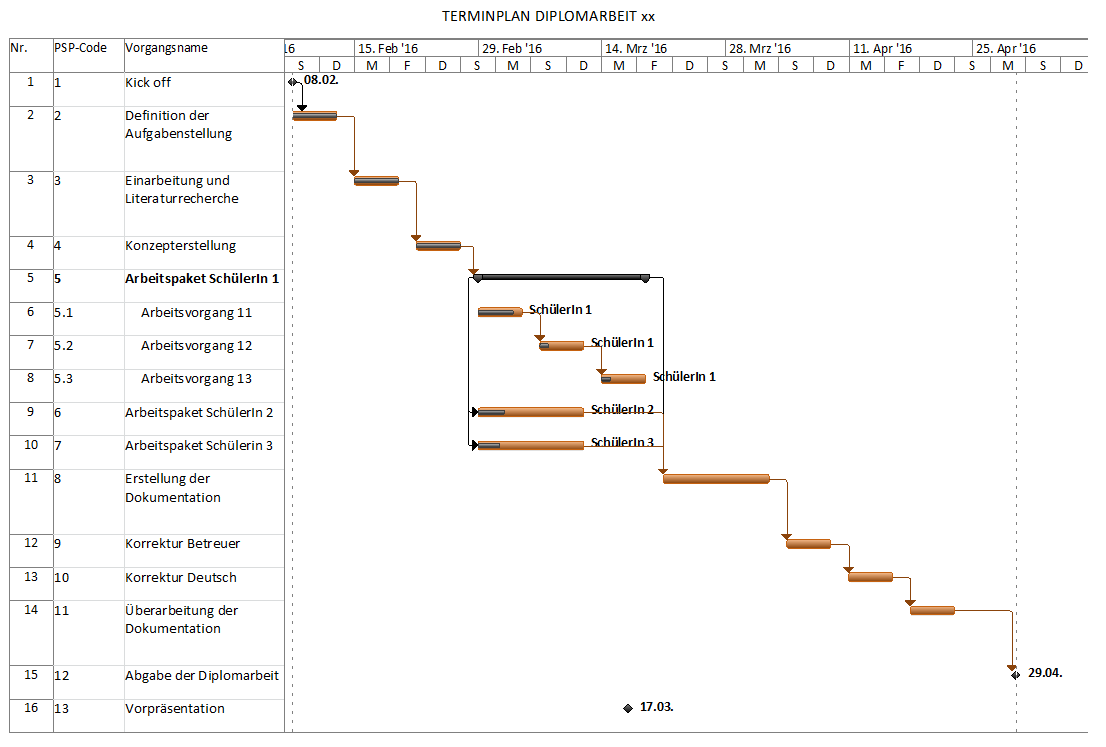 TERMINPLAN DIPLOMARBEIT xx
Nr. PSP-Code Vorgangsname 16 15. Feb '16 29. Feb '16 14. Mrz '16 28. Mrz '16 11. Apr '16 25. Apr '16
S D M F D S M S D M F D S M S D M F D S M S D
1 1 Kick off 08.02.
2 2 Definition der
Aufgabenstellung
3 3 Einarbeitung und
Literaturrecherche
4 4 Konzepterstellung
5 5 Arbeitspaket SchülerIn 1
6 5.1 Arbeitsvorgang 11 SchülerIn 1
7 5.2 Arbeitsvorgang 12 SchülerIn 1
8 5.3 Arbeitsvorgang 13 SchülerIn 1
9 6 Arbeitspaket SchülerIn 2 SchülerIn 2
10 7 Arbeitspaket Schülerin 3 SchülerIn 3
11 8 Erstellung der
Dokumentation
12 9 Korrektur Betreuer
13 10 Korrektur Deutsch
14 11 Überarbeitung der
Dokumentation
15 12 Abgabe der Diplomarbeit 29.04.
16 13 Vorpräsentation 17.03.